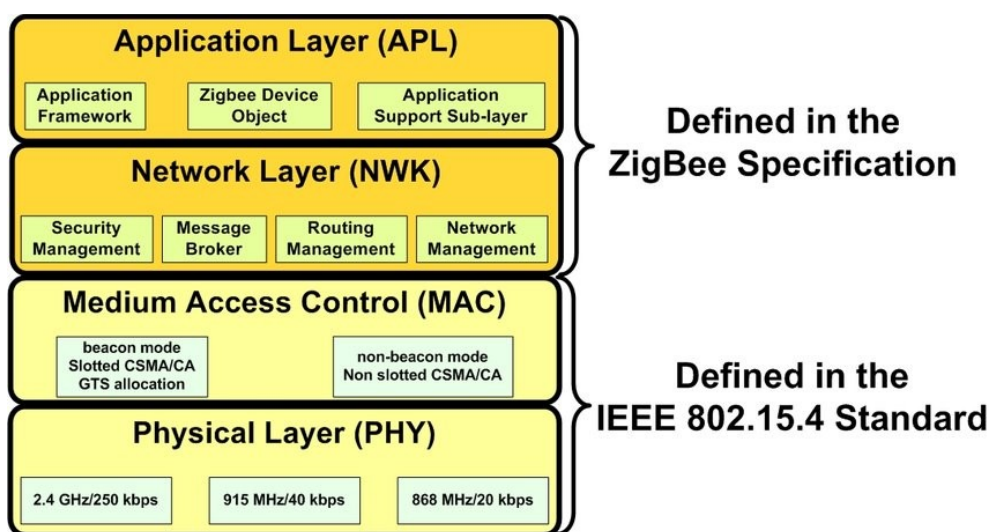 Application Layer (APL)
Application
Framework
Zigbee Device
Object
Application
Support Sub-layer
Defined in the
ZigBee Specification
Network Layer (NWK)
Security
Management
Message
Broker
Routing
Management
Network
Management
Medium Access Control (MAC)
beacon mode
Slotted CSMA/CA
GTS allocation
non-beacon mode
Non slotted CSMA/CA
Defined in the
IEEE 802.15.4 Standard
Physical Layer (PHY)
2.4 GHz/250 kbps
915 MHz/40 kbps
868 MHz/20 kbps